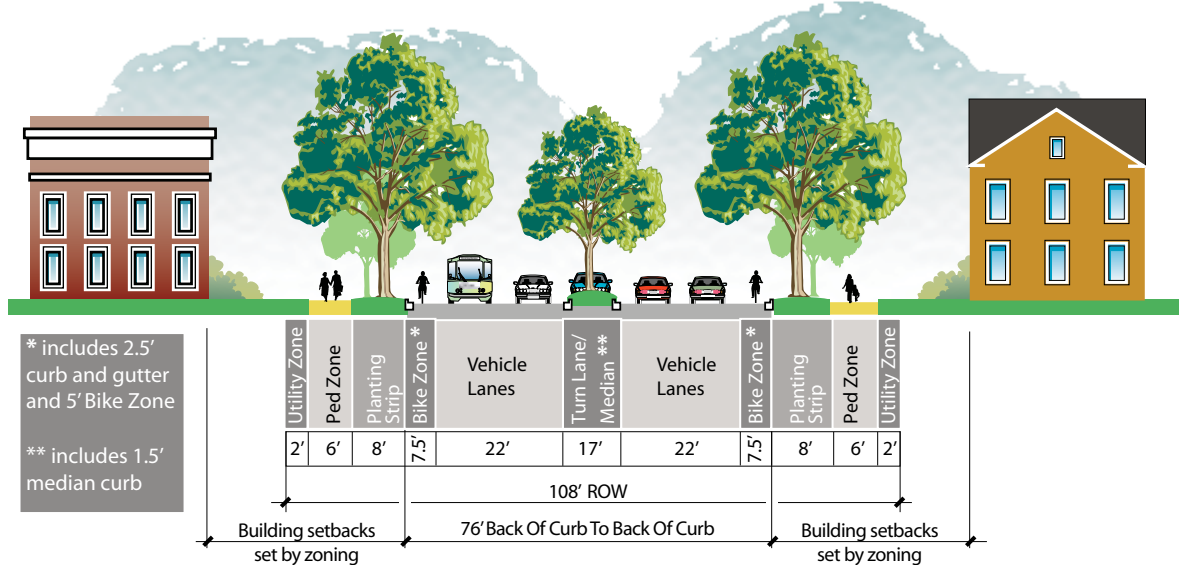 * includes 2.5'
curb and gutter
and 5' Bike Zone
** includes 1.5'
median curb
Utility Zone
Ped Zone
Planting
Strip
Bike Zone *
Vehicle
Lanes
Turn Lane/
Median **
Vehicle
Lanes
Bike Zone *
Planting
Strip
Ped Zone
Utility Zone
2' 6' 8' 7.5' 22' 17' 22' 7.5' 8' 6' 2'
108' ROW
Building setbacks
set by zoning
76' Back Of Curb To Back Of Curb
Building setbacks
set by zoning